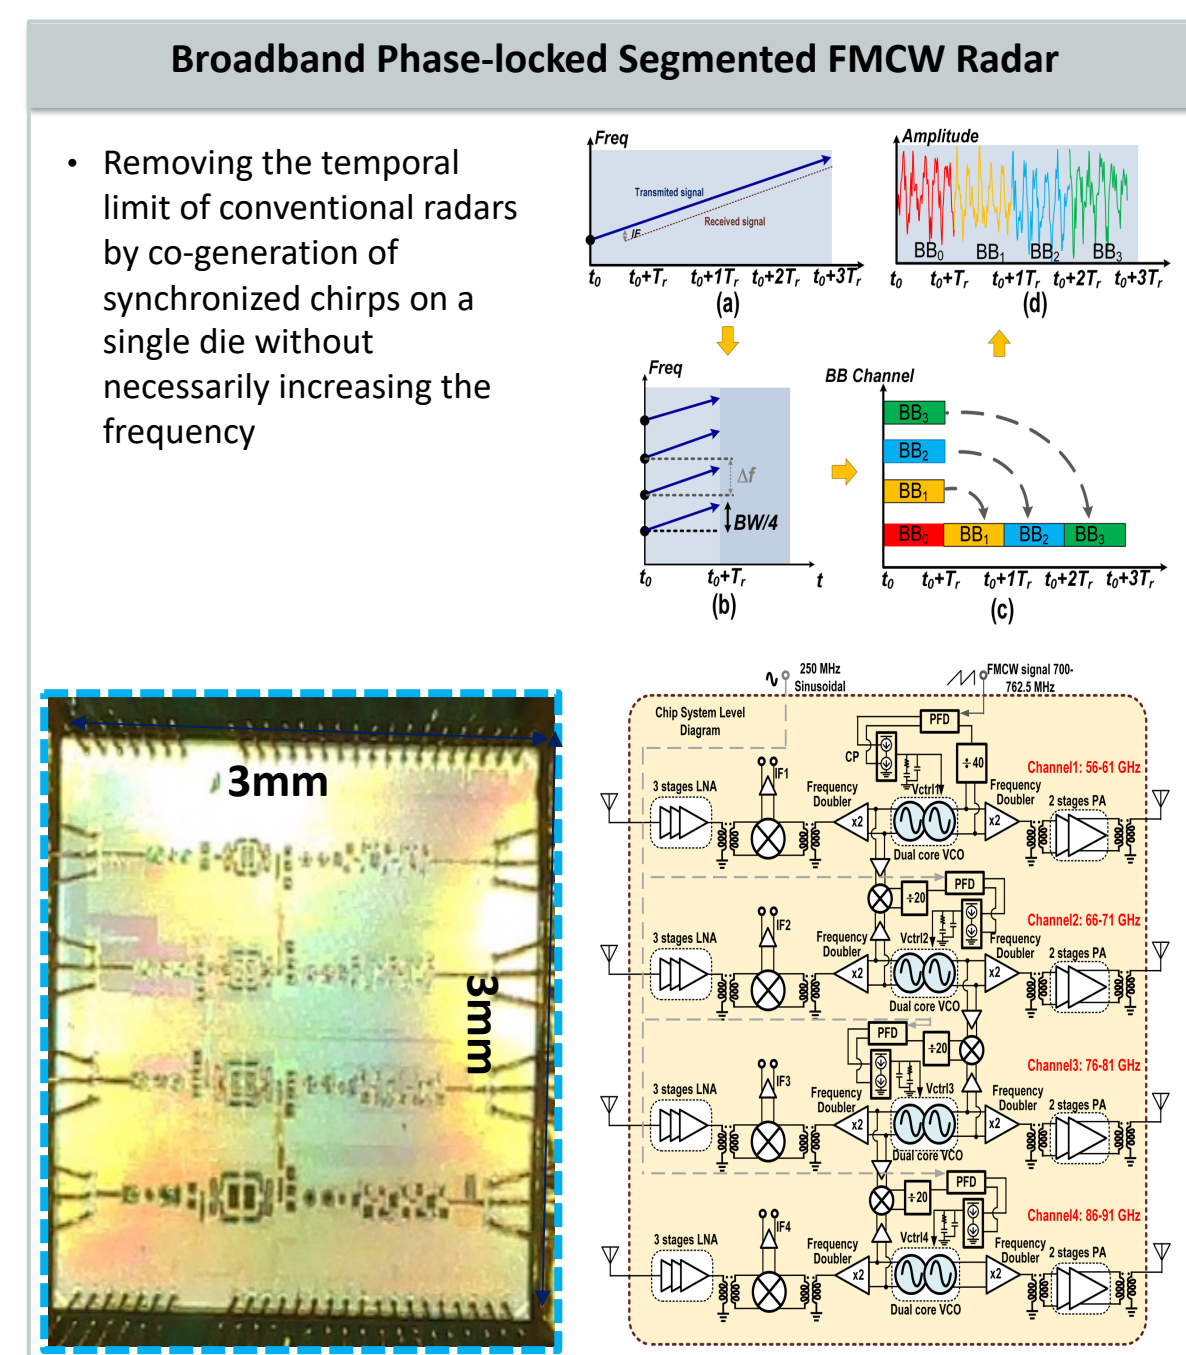 Broadband Phase-locked Segmented FMCW Radar
• Removing the temporal
limit of conventional radars
by co-generation of
synchronized chirps on a
single die without
necessarily increasing the
frequency
Freq
Transmited signal
Received signal
IF
t₀ t₀+Tᵣ t₀+1Tᵣ t₀+2Tᵣ t₀+3Tᵣ
(a)
Amplitude
BB₀ BB₁ BB₂ BB₃
t₀ t₀+Tᵣ t₀+1Tᵣ t₀+2Tᵣ t₀+3Tᵣ
(d)
Freq
Δf
BW/4
t₀ t₀+Tᵣ t
(b)
BB Channel
BB₃
BB₂
BB₁
BB₀ BB₁ BB₂ BB₃
t₀ t₀+Tᵣ t₀+1Tᵣ t₀+2Tᵣ t₀+3Tᵣ
(c)
3mm
3mm
250 MHz
Sinusoidal
FMCW signal 700-
762.5 MHz
Chip System Level
Diagram
PFD
CP
÷40
Channel1: 56-61 GHz
3 stages LNA
IF1
Frequency
Doubler
x2
Vctrl1
Dual core VCO
Frequency
Doubler
x2
2 stages PA
PFD
÷20
Channel2: 66-71 GHz
3 stages LNA
IF2
Frequency
Doubler
x2
Vctrl2
Dual core VCO
Frequency
Doubler
x2
2 stages PA
PFD
÷20
Channel3: 76-81 GHz
3 stages LNA
IF3
Frequency
Doubler
x2
Vctrl3
Dual core VCO
Frequency
Doubler
x2
2 stages PA
PFD
÷20
Channel4: 86-91 GHz
3 stages LNA
IF4
Frequency
Doubler
x2
Vctrl4
Dual core VCO
Frequency
Doubler
x2
2 stages PA